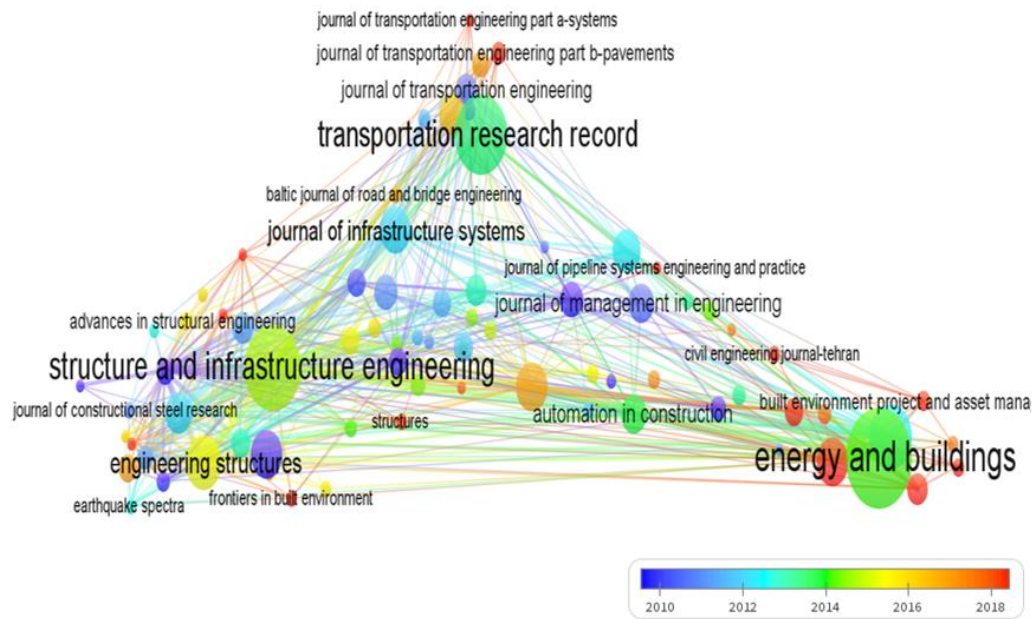 journal of transportation engineering part a-systems
journal of transportation engineering part b-pavements
journal of transportation engineering
transportation research record
baltic journal of road and bridge engineering
journal of infrastructure systems
journal of pipeline systems engineering and practice
journal of management in engineering
advances in structural engineering
civil engineering journal-tehran
structure and infrastructure engineering
built environment project and asset mana
journal of constructional steel research
automation in construction
structures
energy and buildings
engineering structures
frontiers in built environment
earthquake spectra
2010 2012 2014 2016 2018